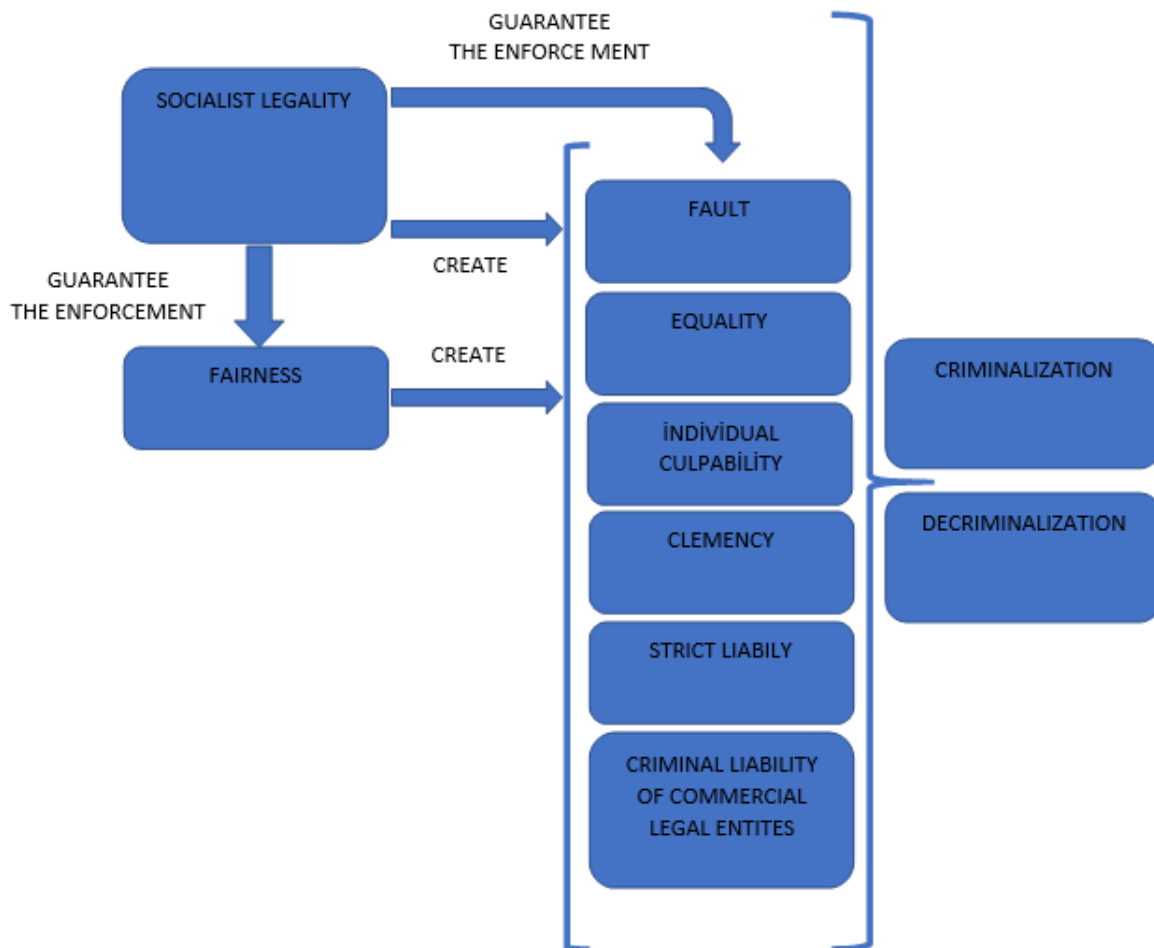 GUARANTEE
THE ENFORCE MENT
SOCIALIST LEGALITY
FAULT
CREATE
GUARANTEE
THE ENFORCEMENT
EQUALITY
CREATE
FAIRNESS
CRIMINALIZATION
İNDİVİDUAL
CULPABİLİTY
DECRIMINALIZATION
CLEMENCY
STRICT LIABILY
CRIMINAL LIABILITY
OF COMMERCIAL
LEGAL ENTITES